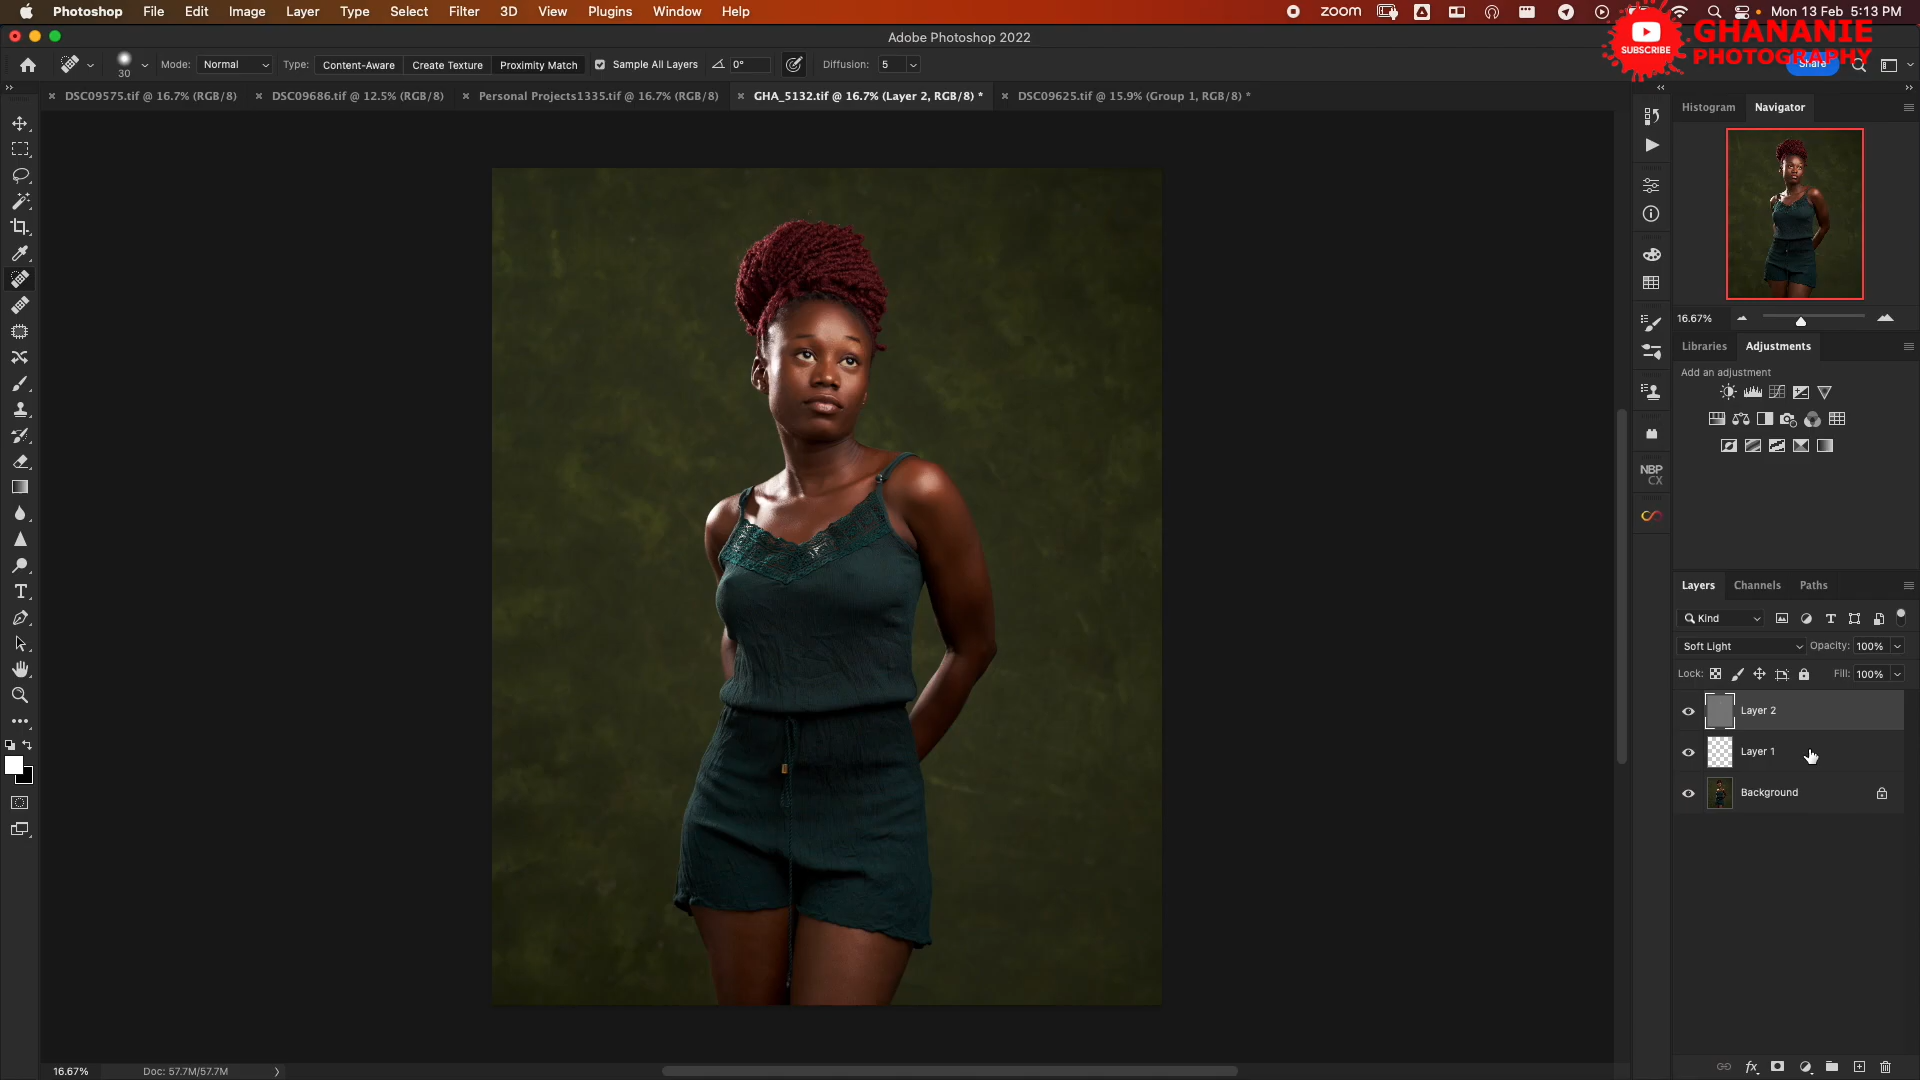 Photoshop File Edit Image Layer Type Select Filter 3D View Plugins Window Help zoom Mon 13 Feb 5:13 PM
Adobe Photoshop 2022
SUBSCRIBE
GHANANIE
PHOTOGRAPHY
30 Mode: Normal Type: Content-Aware Create Texture Proximity Match Sample All Layers 0° Diffusion: 5 Share
DSC09575.tif @ 16.7% (RGB/8) DSC09686.tif @ 12.5% (RGB/8) Personal Projects1335.tif @ 16.7% (RGB/8) GHA_5132.tif @ 16.7% (Layer 2, RGB/8) * DSC09625.tif @ 15.9% (Group 1, RGB/8) *
Histogram Navigator
16.67%
Libraries Adjustments
Add an adjustment
NBP
CX
Layers Channels Paths
Kind
Soft Light Opacity: 100%
Lock: Fill: 100%
Layer 2
Layer 1
Background
16.67% Doc: 57.7M/57.7M